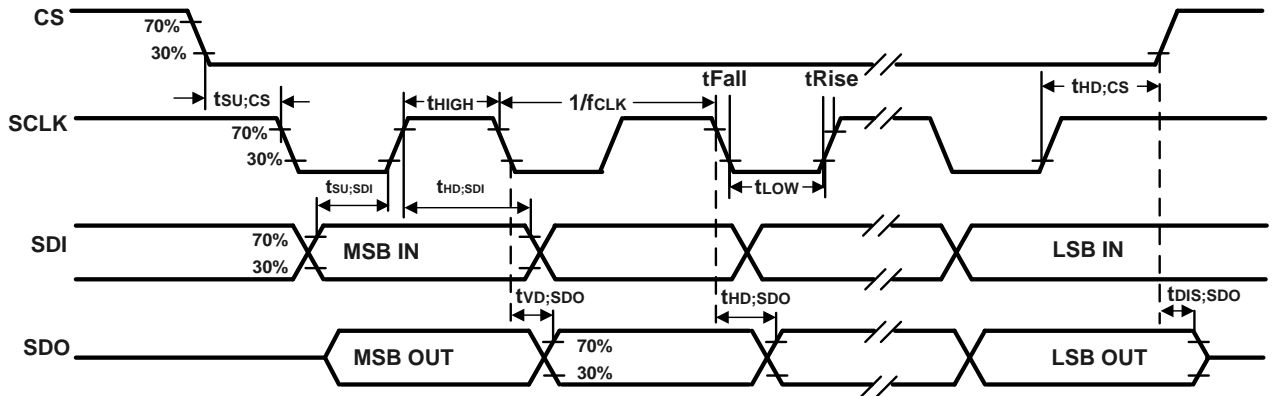 CS
70%
30%
tFall
tRise
tSU;CS
tHIGH
1/fCLK
tHD;CS
SCLK
70%
30%
tSU;SDI
tHD;SDI
tLOW
SDI
70%
30%
MSB IN
LSB IN
tVD;SDO
tHD;SDO
tDIS;SDO
SDO
MSB OUT
70%
30%
LSB OUT